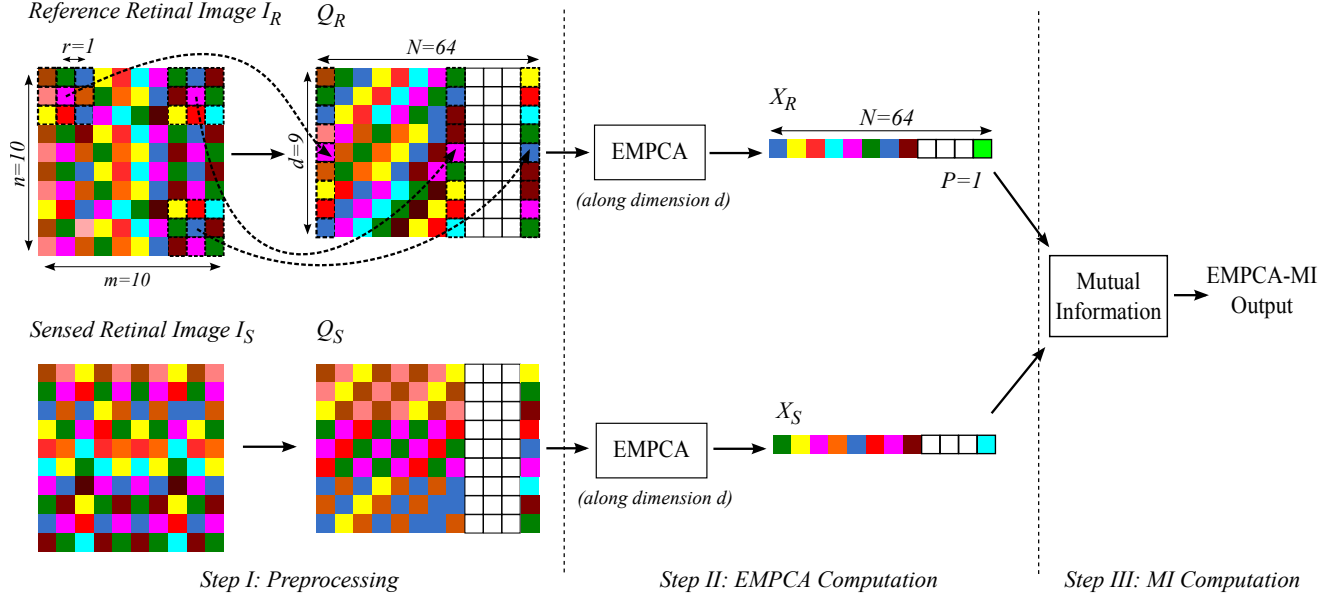 Reference Retinal Image I_R
Q_R
r=1
N=64
n=10
d=9
m=10
EMPCA
(along dimension d)
X_R
N=64
P=1
Mutual
Information
EMPCA-MI
Output
Sensed Retinal Image I_S
Q_S
EMPCA
(along dimension d)
X_S
Step I: Preprocessing
Step II: EMPCA Computation
Step III: MI Computation